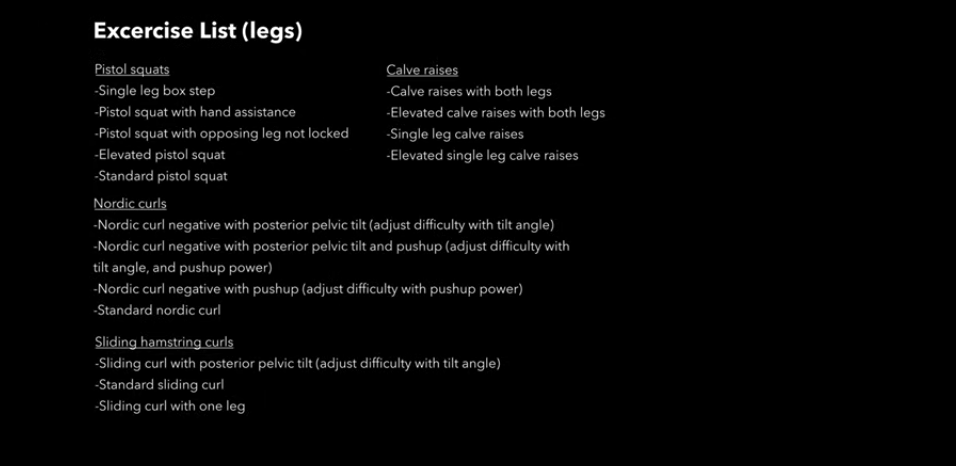 Excercise List (legs)
Pistol squats
-Single leg box step
-Pistol squat with hand assistance
-Pistol squat with opposing leg not locked
-Elevated pistol squat
-Standard pistol squat
Calve raises
-Calve raises with both legs
-Elevated calve raises with both legs
-Single leg calve raises
-Elevated single leg calve raises
Nordic curls
-Nordic curl negative with posterior pelvic tilt (adjust difficulty with tilt angle)
-Nordic curl negative with posterior pelvic tilt and pushup (adjust difficulty with
tilt angle, and pushup power)
-Nordic curl negative with pushup (adjust difficulty with pushup power)
-Standard nordic curl
Sliding hamstring curls
-Sliding curl with posterior pelvic tilt (adjust difficulty with tilt angle)
-Standard sliding curl
-Sliding curl with one leg